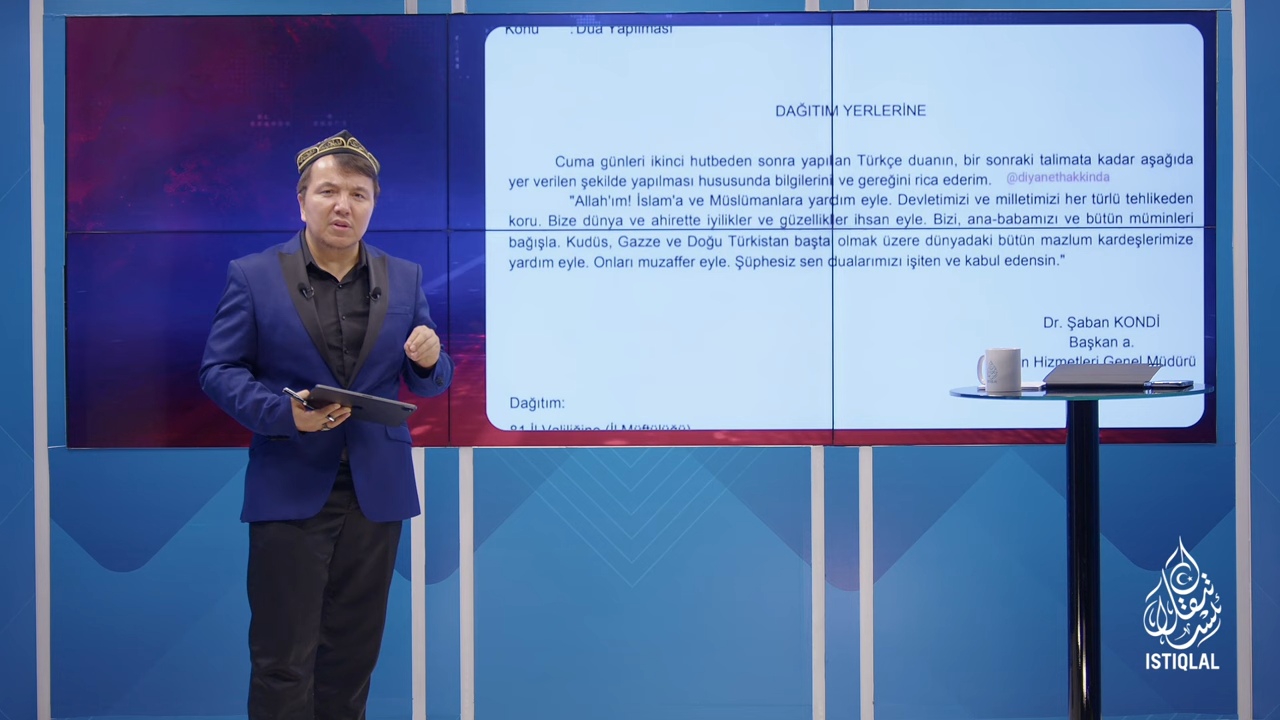 Konu : Dua Yapılması
DAĞITIM YERLERİNE
Cuma günleri ikinci hutbeden sonra yapılan Türkçe duanın, bir sonraki talimata kadar aşağıda
yer verilen şekilde yapılması hususunda bilgilerini ve gereğini rica ederim. @diyanethakkinda
"Allah'ım! İslam'a ve Müslümanlara yardım eyle. Devletimizi ve milletimizi her türlü tehlikeden
koru. Bize dünya ve ahirette iyilikler ve güzellikler ihsan eyle. Bizi, ana-babamızı ve bütün müminleri
bağışla. Kudüs, Gazze ve Doğu Türkistan başta olmak üzere dünyadaki bütün mazlum kardeşlerimize
yardım eyle. Onları muzaffer eyle. Şüphesiz sen dualarımızı işiten ve kabul edensin."
Dr. Şaban KONDİ
Başkan a.
Hizmetleri Genel Müdürü
Dağıtım:
81 İl Valiliğine (İl Müftülüğü)
ئىستىقلال
ISTIQLAL